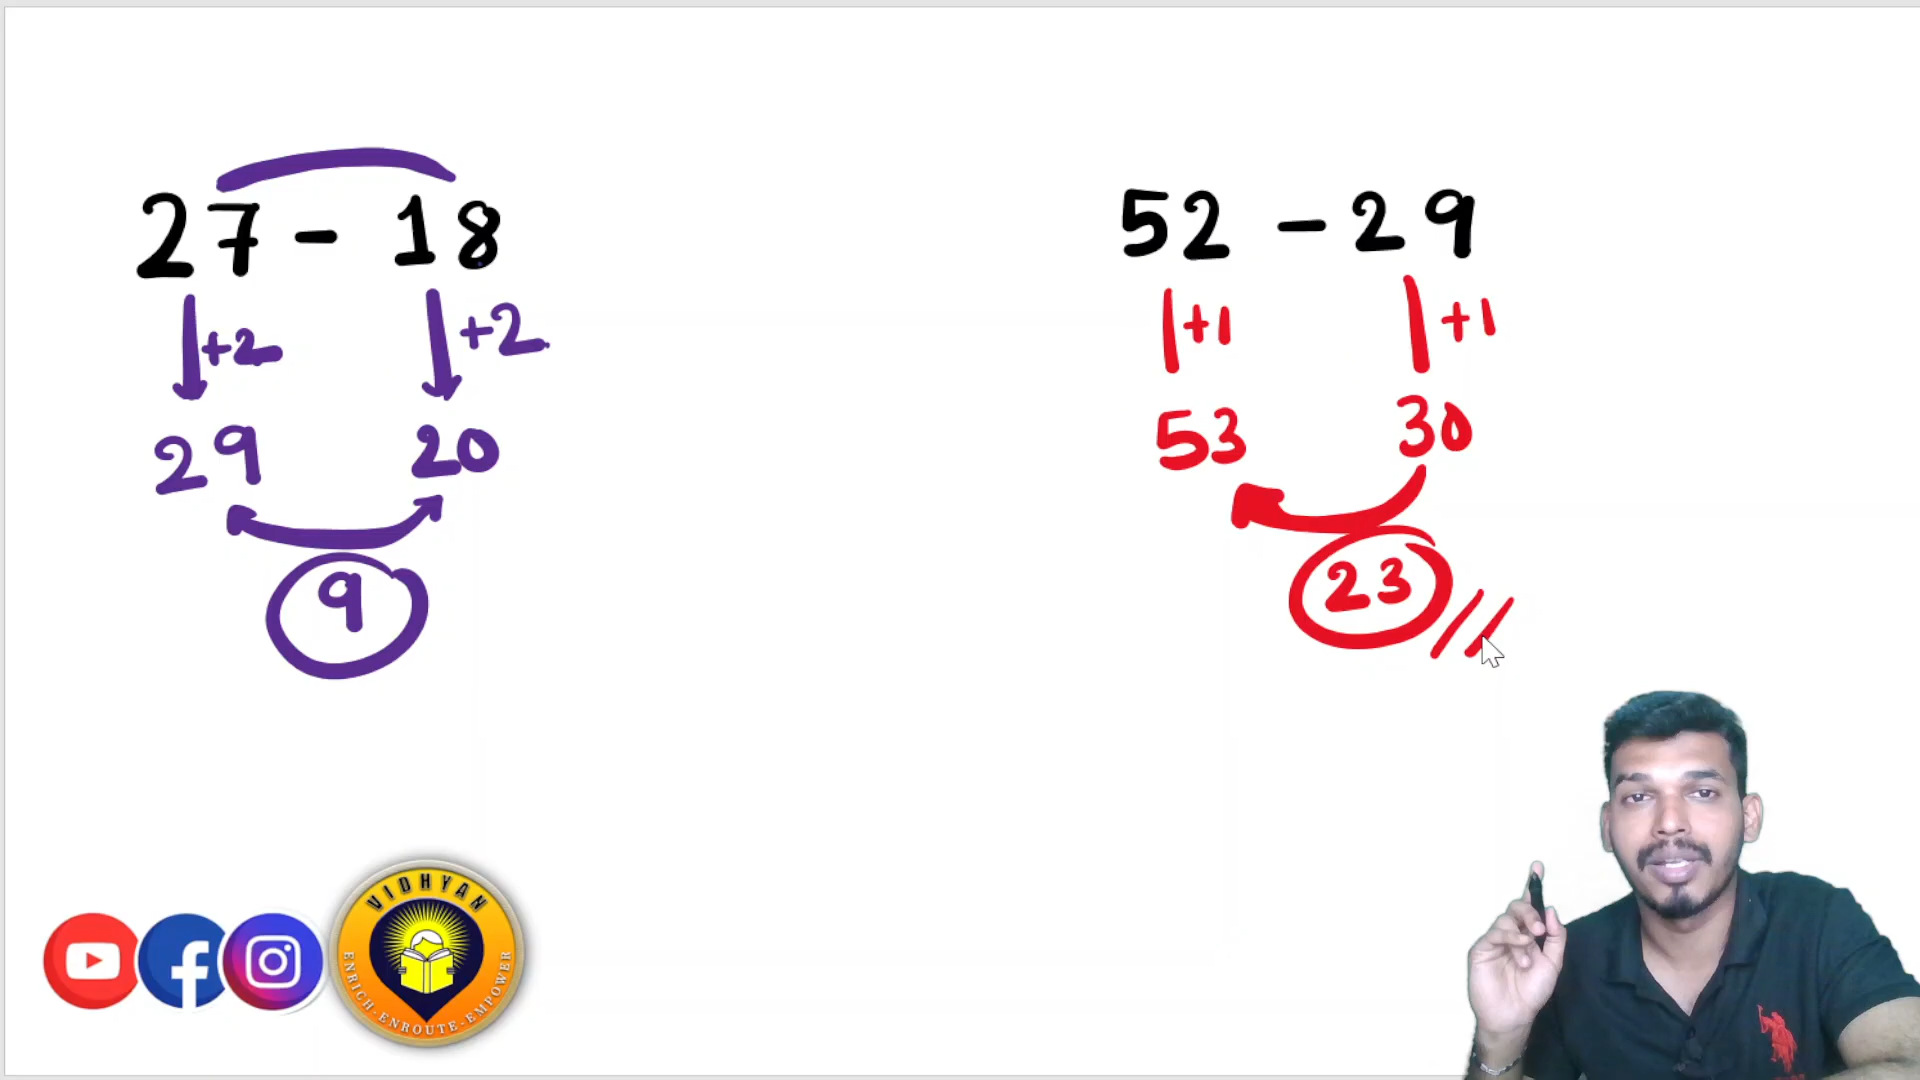 27 - 18
+2 +2
29 20
9
52 - 29
+1 +1
53 30
23 //
VIDHYAN
ENRICH-ENROUTE-EMPOWER